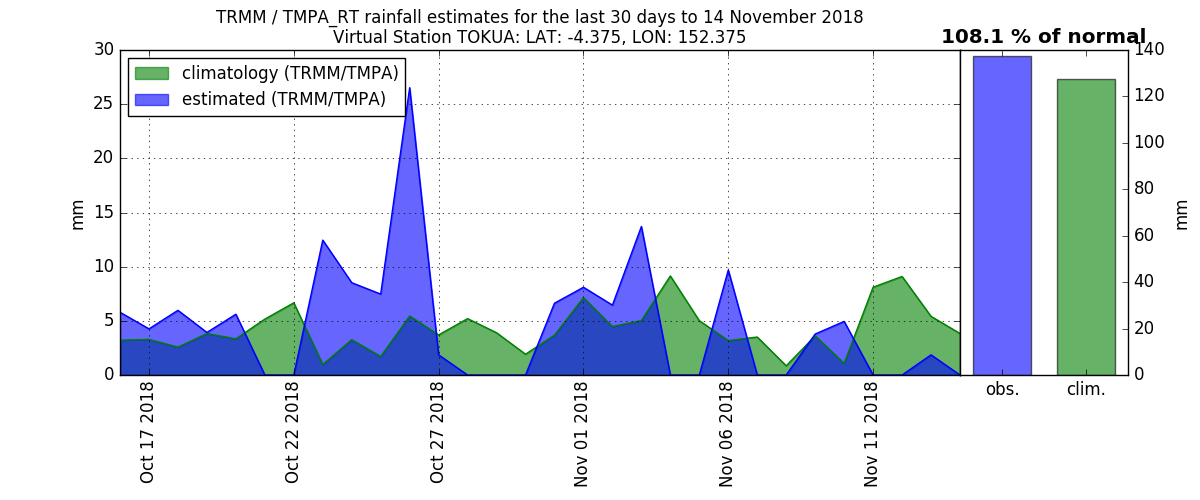 TRMM / TMPA_RT rainfall estimates for the last 30 days to 14 November 2018
Virtual Station TOKUA: LAT: -4.375, LON: 152.375
108.1 % of normal
climatology (TRMM/TMPA)
estimated (TRMM/TMPA)
30
25
20
15
10
5
0
mm
Oct 17 2018
Oct 22 2018
Oct 27 2018
Nov 01 2018
Nov 06 2018
Nov 11 2018
140
120
100
80
60
40
20
0
mm
obs.
clim.